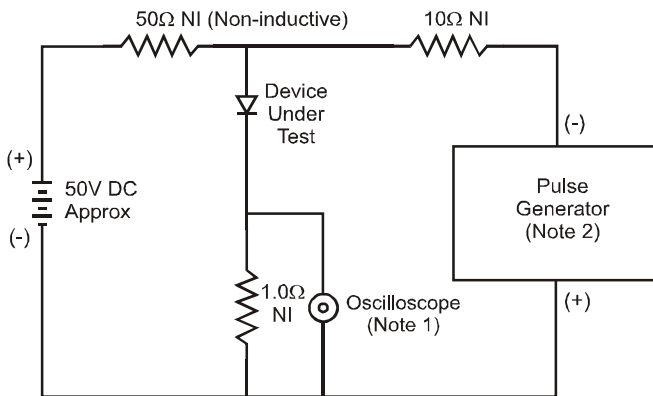 50Ω NI (Non-inductive)
10Ω NI
Device
Under
Test
(-)
(+)
50V DC
Approx
(-)
Pulse
Generator
(Note 2)
1.0Ω
NI
Oscilloscope
(Note 1)
(+)